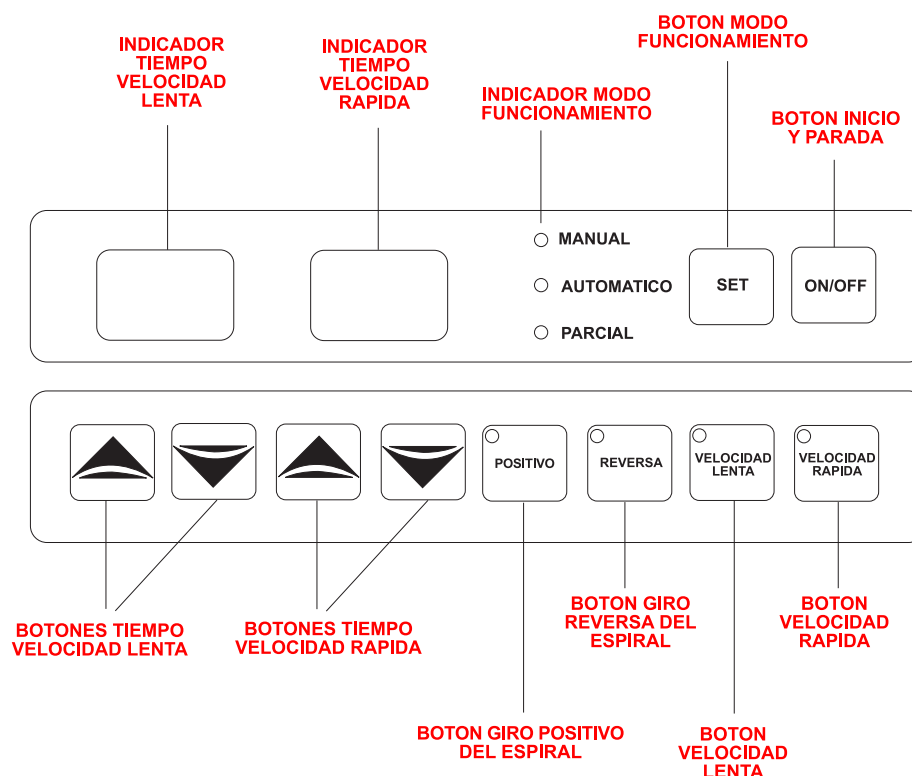 INDICADOR
TIEMPO
VELOCIDAD
LENTA
INDICADOR
TIEMPO
VELOCIDAD
RAPIDA
INDICADOR MODO
FUNCIONAMIENTO
BOTON MODO
FUNCIONAMIENTO
BOTON INICIO
Y PARADA
MANUAL
AUTOMATICO
PARCIAL
SET
ON/OFF
POSITIVO
REVERSA
VELOCIDAD
LENTA
VELOCIDAD
RAPIDA
BOTONES TIEMPO
VELOCIDAD LENTA
BOTONES TIEMPO
VELOCIDAD RAPIDA
BOTON GIRO POSITIVO
DEL ESPIRAL
BOTON GIRO
REVERSA DEL
ESPIRAL
BOTON
VELOCIDAD
LENTA
BOTON
VELOCIDAD
RAPIDA